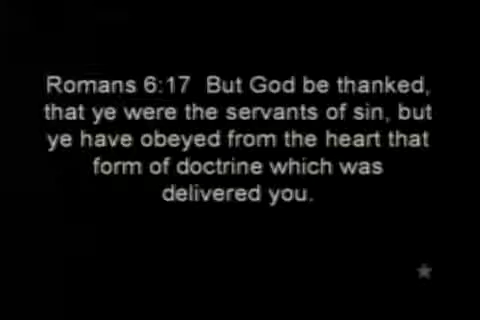 Romans 6:17  But God be thanked,
that ye were the servants of sin, but
ye have obeyed from the heart that
form of doctrine which was
delivered you.